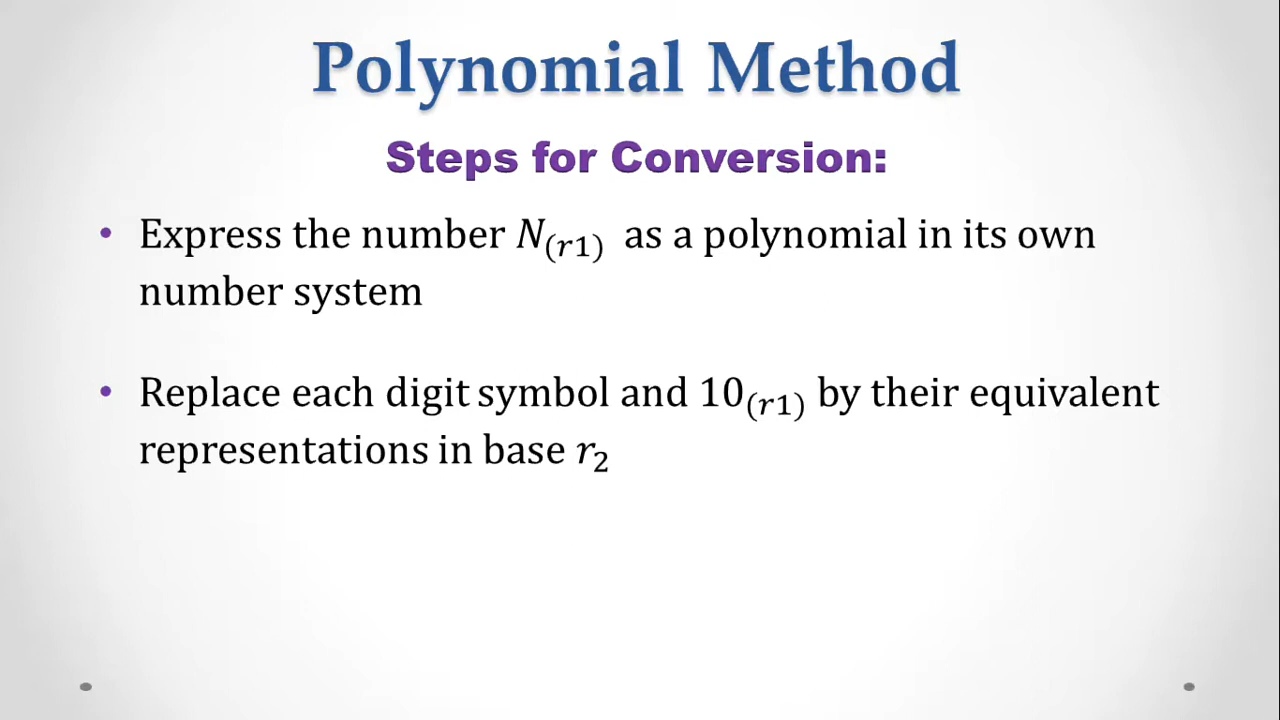 Polynomial Method
Steps for Conversion:
• Express the number N(r1) as a polynomial in its own
number system
• Replace each digit symbol and 10(r1) by their equivalent
representations in base r2